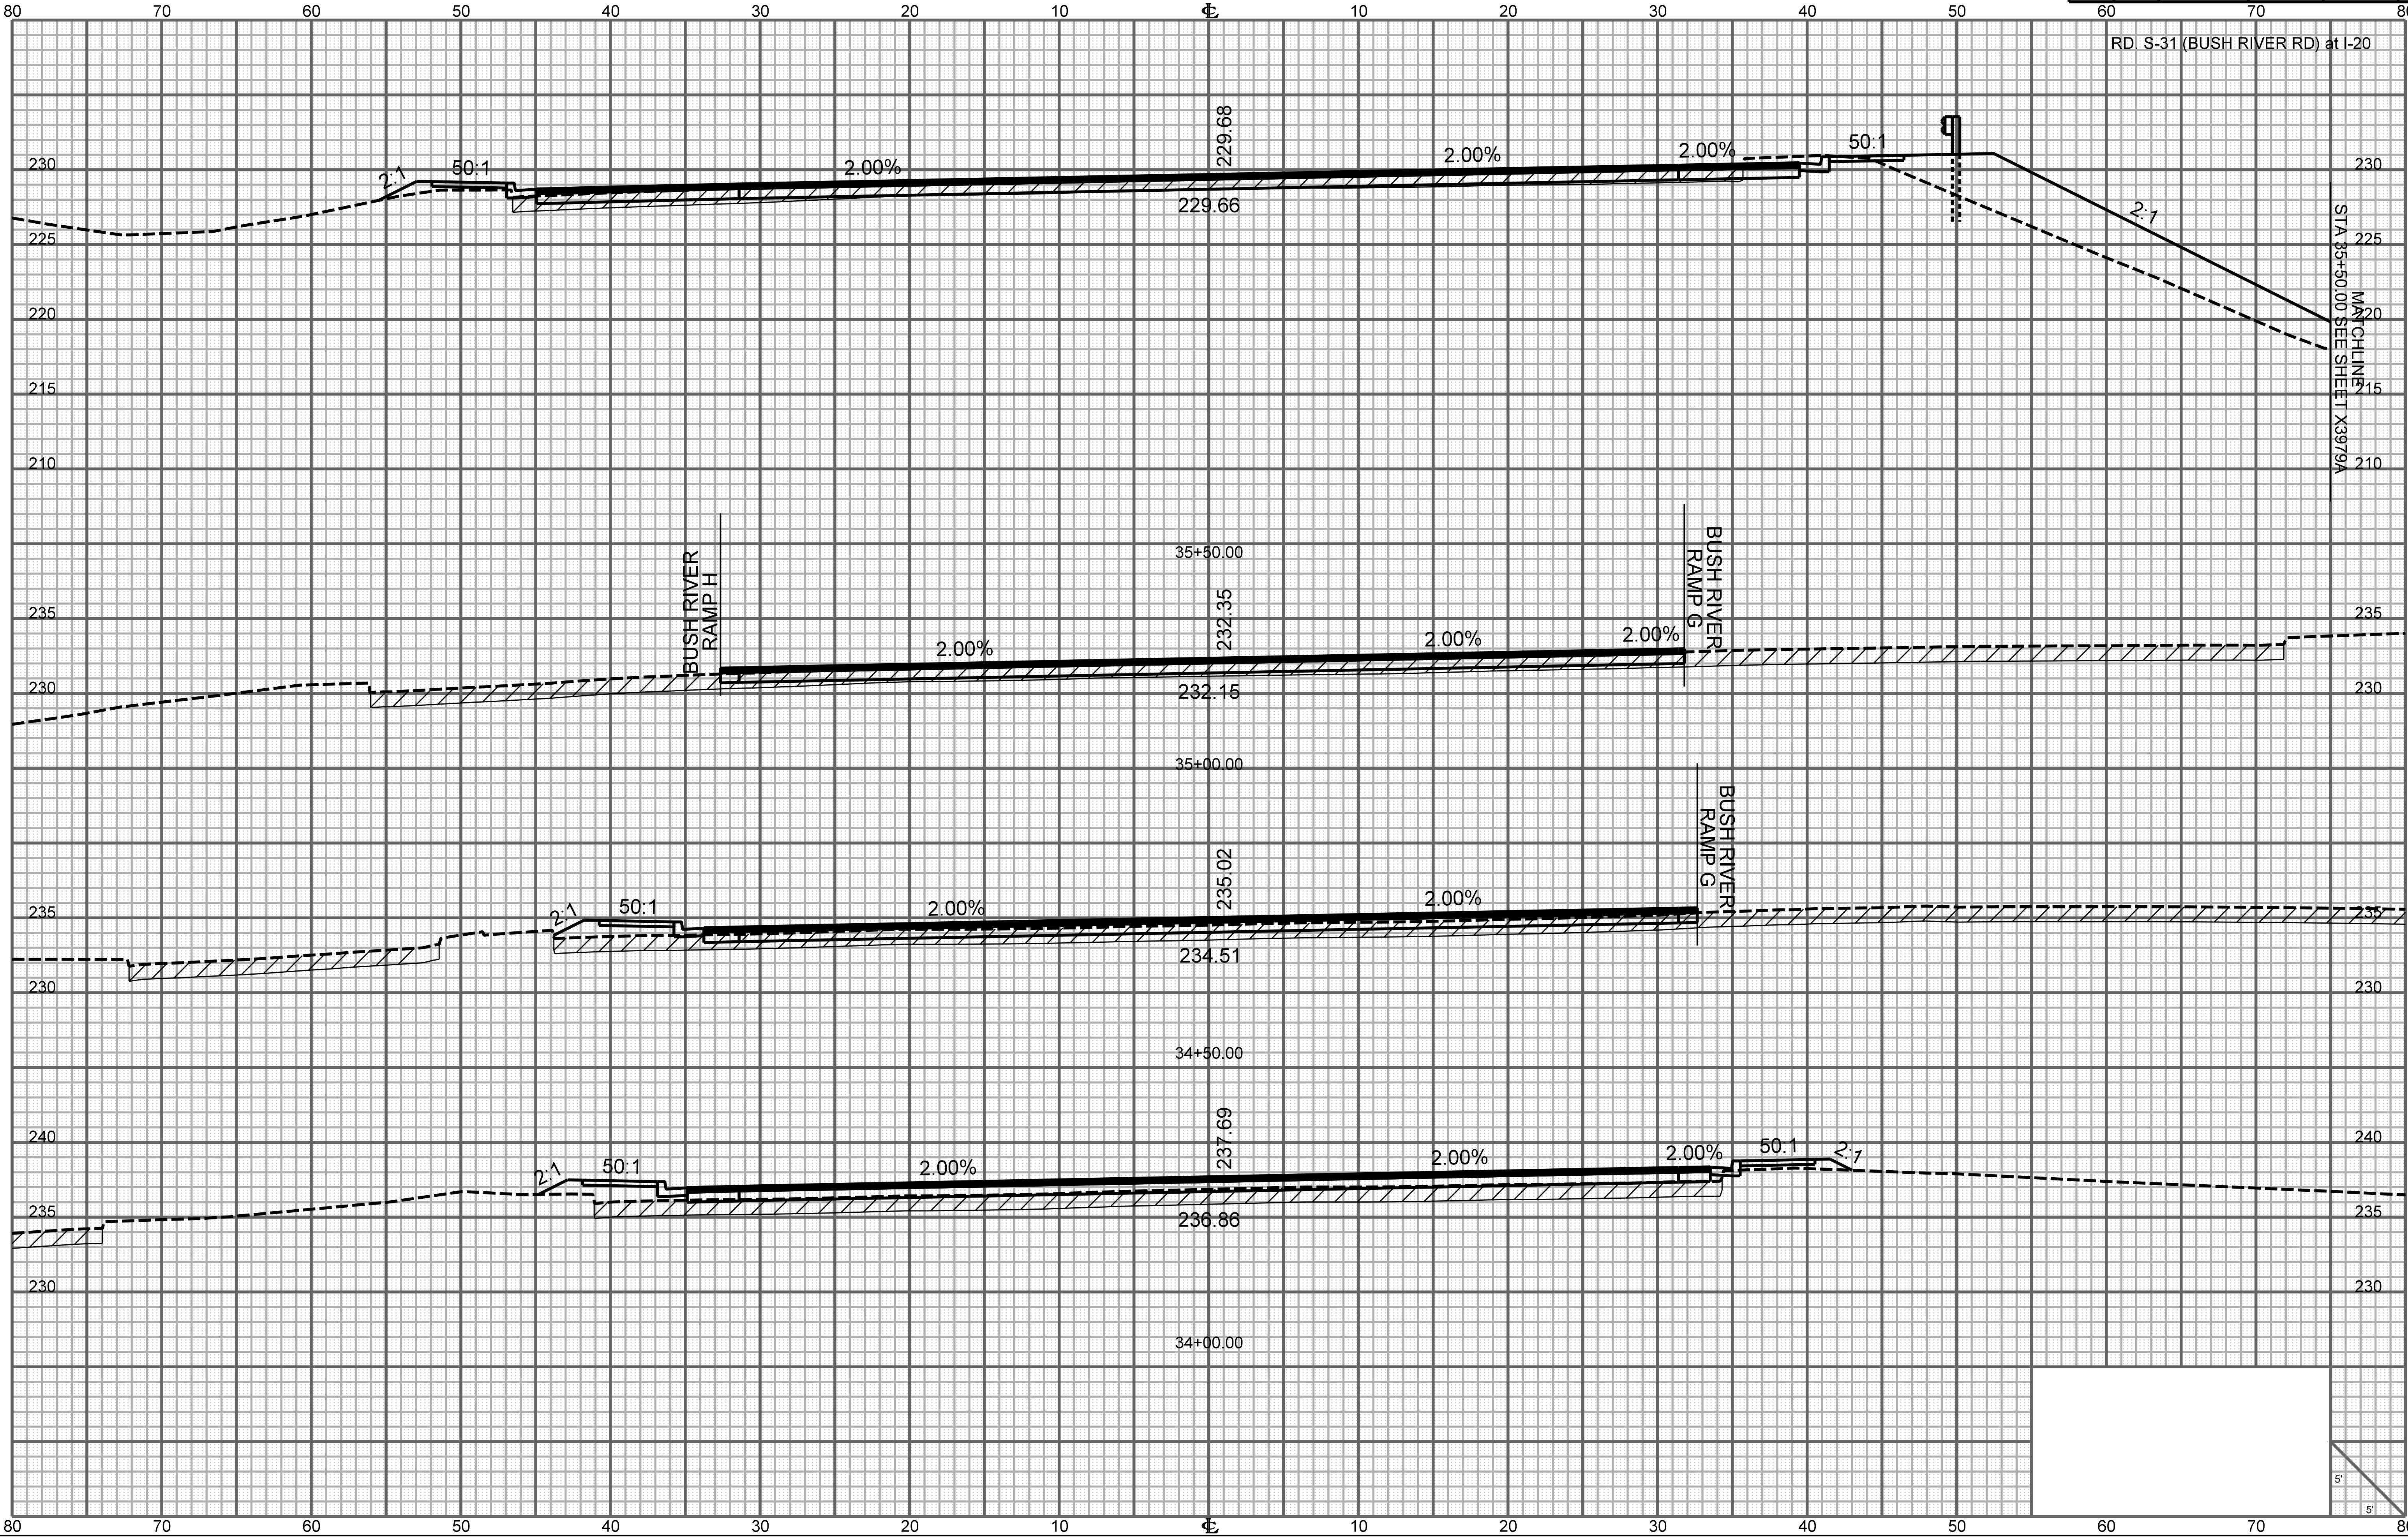 80 70 60 50 40 30 20 10 ℄ 10 20 30 40 50 60 70 80
RD. S-31 (BUSH RIVER RD) at I-20
229.68
2:1 50:1 2.00% 2.00% 2.00% 50:1
230 230
229.66
2:1
225 225
220 220
215 215
210 210
MATCHLINE
STA 35+50.00 SEE SHEET X3979A
35+50.00
BUSH RIVER
RAMP H
232.35
BUSH RIVER
RAMP G
235 235
2.00% 2.00% 2.00%
230 230
232.15
35+00.00
BUSH RIVER
RAMP G
235.02
2:1 50:1 2.00% 2.00%
235 235
234.51
230 230
34+50.00
237.69
240 240
2:1 50:1 2.00% 2.00% 2.00% 50:1 2:1
235 235
236.86
230 230
34+00.00
5'
5'
80 70 60 50 40 30 20 10 ℄ 10 20 30 40 50 60 70 80